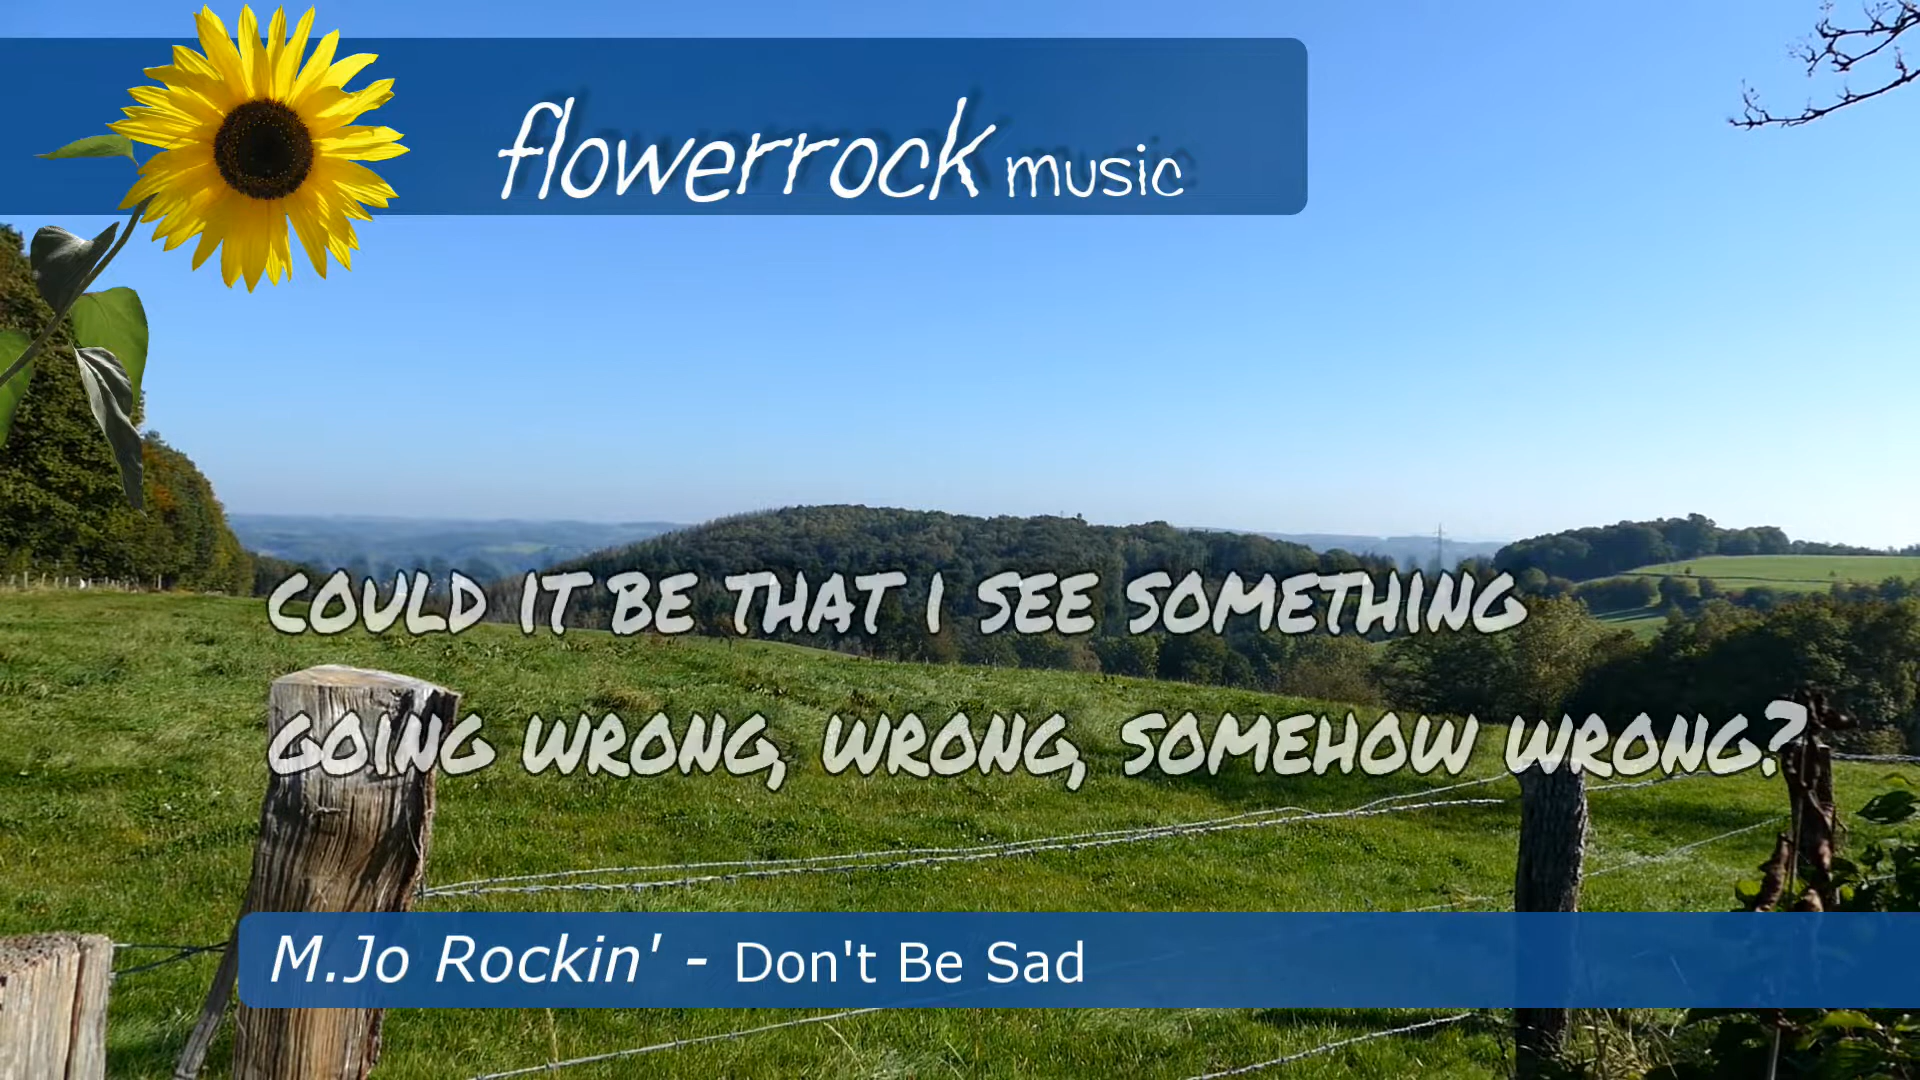 flowerrock music
COULD IT BE THAT I SEE SOMETHING
GOING WRONG, WRONG, SOMEHOW WRONG?
M.Jo Rockin' - Don't Be Sad